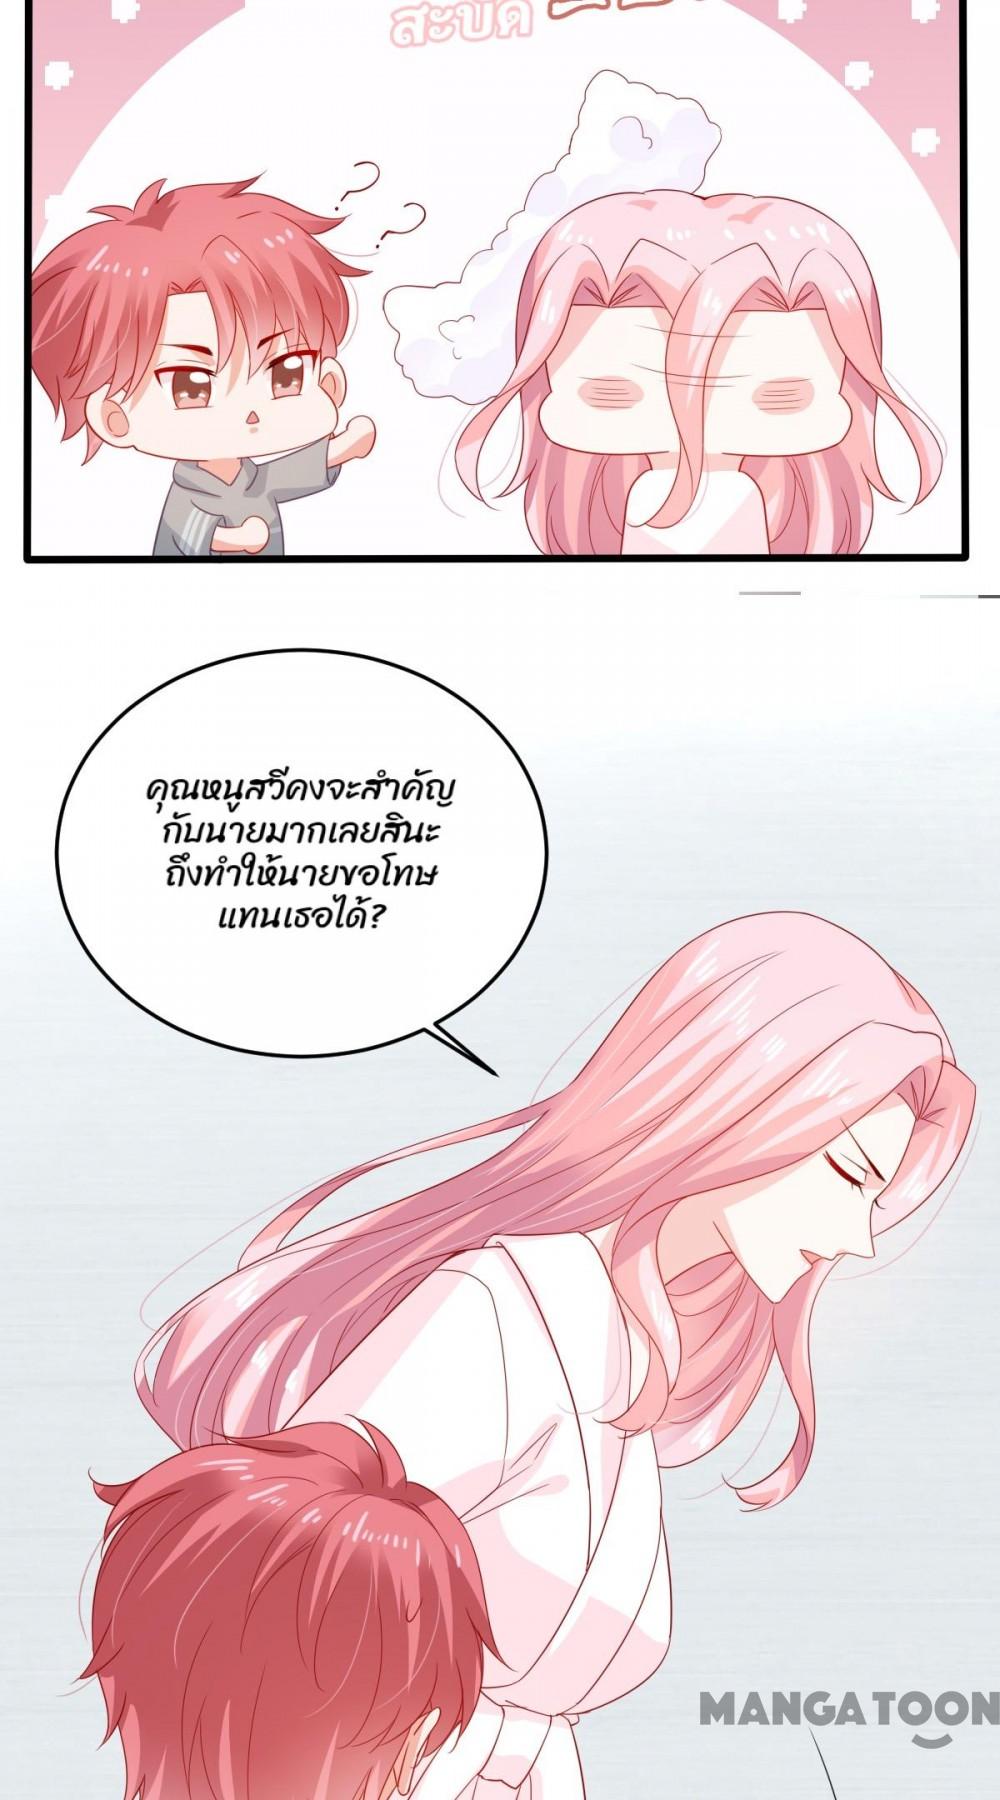 สะบัด
? ?
คุณหนูสวีคงจะสำคัญ
กับนายมากเลยสินะ
ถึงทำให้นายขอโทษ
แทนเธอได้?
MANGATOON